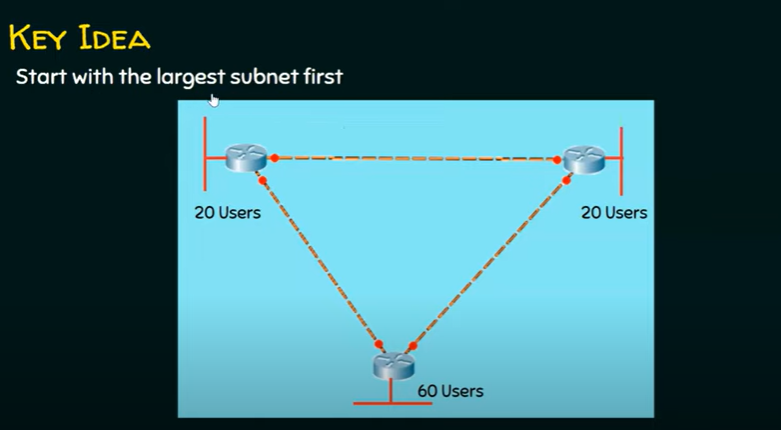 Key Idea
Start with the largest subnet first
20 Users
20 Users
60 Users